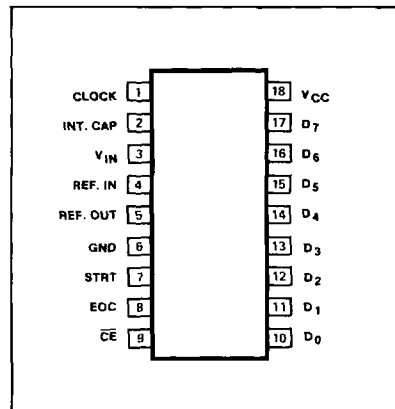 CLOCK 1 18 VCC
INT. CAP 2 17 D7
VIN 3 16 D6
REF. IN 4 15 D5
REF. OUT 5 14 D4
GND 6 13 D3
STRT 7 12 D2
EOC 8 11 D1
C̅E̅ 9 10 D0